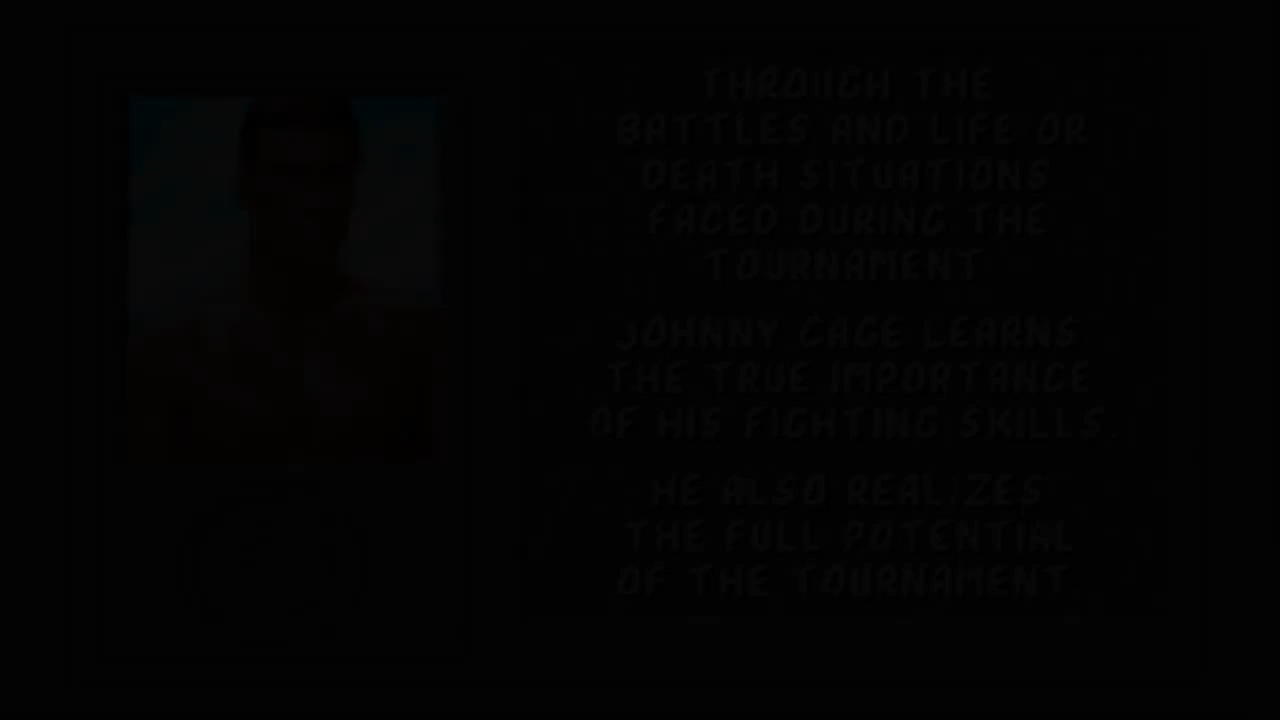 THROUGH THE
BATTLES AND LIFE OR
DEATH SITUATIONS
FACED DURING THE
TOURNAMENT
JOHNNY CAGE LEARNS
THE TRUE IMPORTANCE
OF HIS FIGHTING SKILLS.
HE ALSO REALIZES
THE FULL POTENTIAL
OF THE TOURNAMENT.